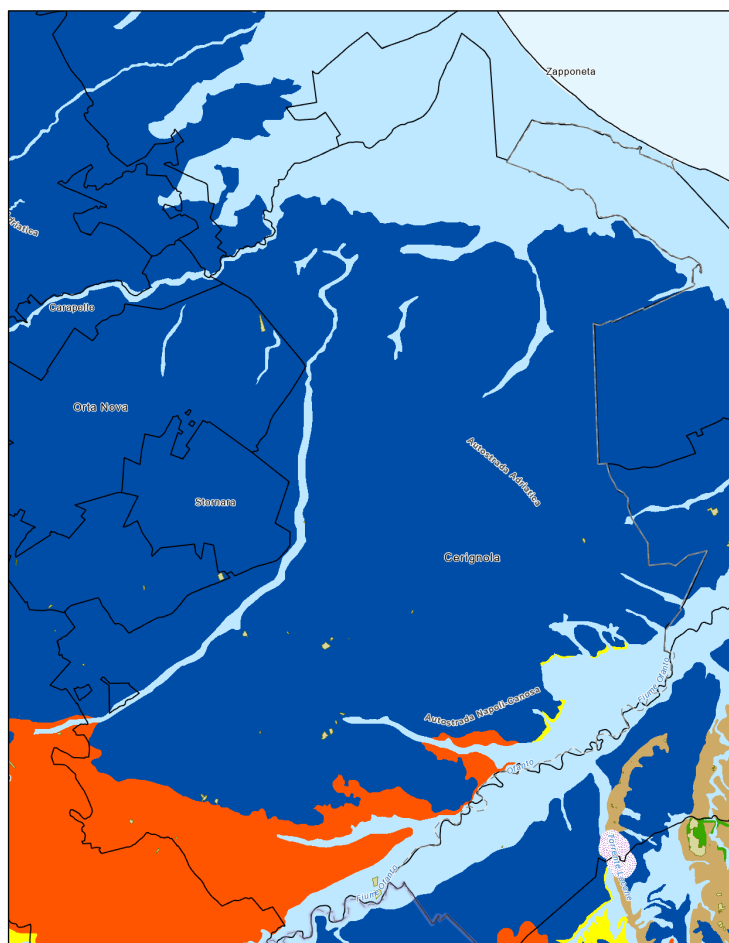 Zapponeta
Adriatica
Carapelle
Orta Nova
Autostrada Adriatica
Stornara
Cerignola
Fiume Ofanto
Autostrada Napoli-Canosa
Ofanto
Fiume Ofanto